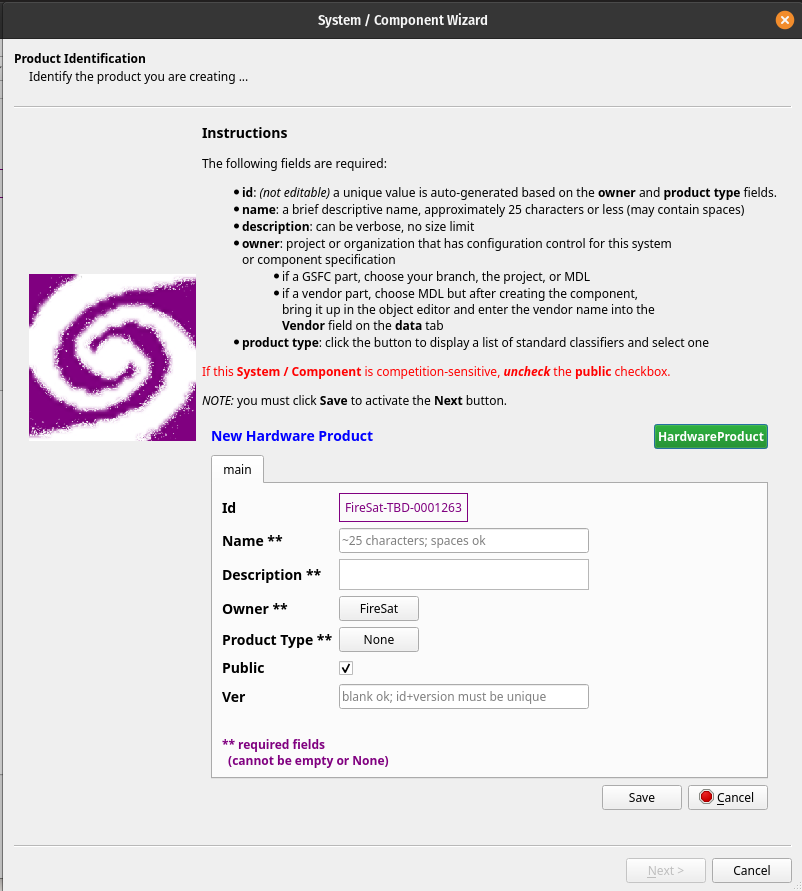 System / Component Wizard
Product Identification
Identify the product you are creating ...
Instructions
The following fields are required:
id: (not editable) a unique value is auto-generated based on the owner and product type fields.
name: a brief descriptive name, approximately 25 characters or less (may contain spaces)
description: can be verbose, no size limit
owner: project or organization that has configuration control for this system
or component specification
if a GSFC part, choose your branch, the project, or MDL
if a vendor part, choose MDL but after creating the component,
bring it up in the object editor and enter the vendor name into the
Vendor field on the data tab
product type: click the button to display a list of standard classifiers and select one
If this System / Component is competition-sensitive, uncheck the public checkbox.
NOTE: you must click Save to activate the Next button.
New Hardware Product
HardwareProduct
main
Id
FireSat-TBD-0001263
Name **
~25 characters; spaces ok
Description **
Owner **
FireSat
Product Type **
None
Public
Ver
blank ok; id+version must be unique
** required fields
(cannot be empty or None)
Save
Cancel
Next >
Cancel